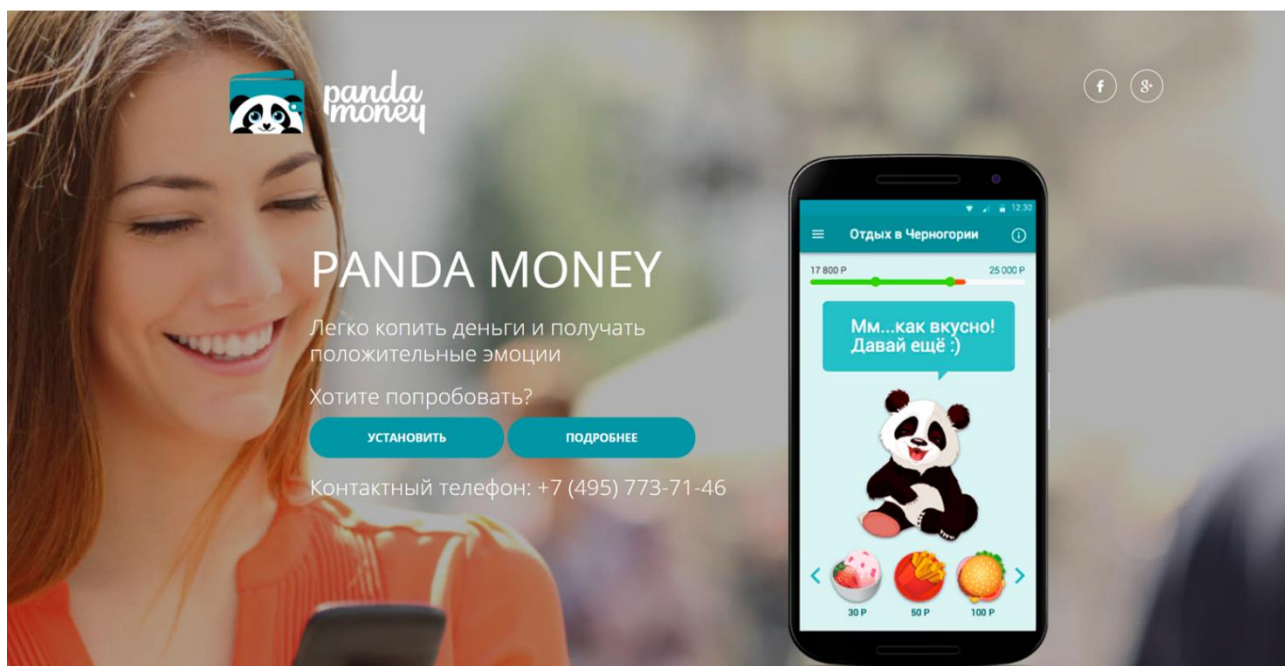 panda
money
f
g+
PANDA MONEY
Легко копить деньги и получать
положительные эмоции
Хотите попробовать?
УСТАНОВИТЬ
ПОДРОБНЕЕ
Контактный телефон: +7 (495) 773-71-46
12:30
Отдых в Черногории
17 800 Р
25 000 Р
Мм...как вкусно!
Давай ещё :)
30 Р
50 Р
100 Р